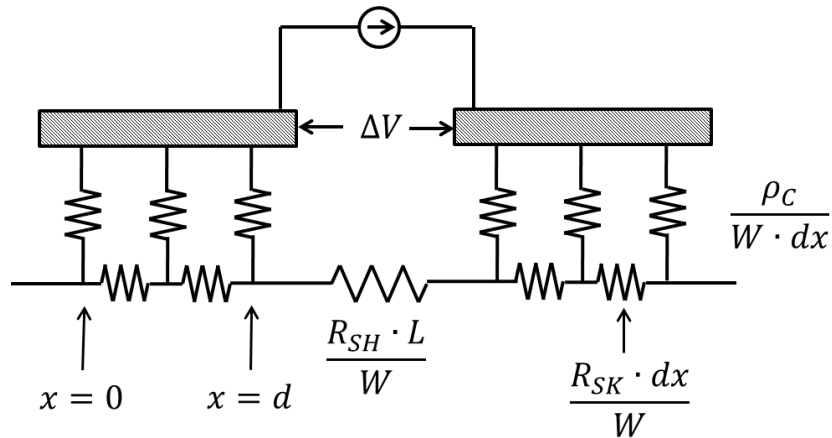 ΔV
ρ_C
W · dx
R_SH · L
W
x = 0
x = d
R_SK · dx
W